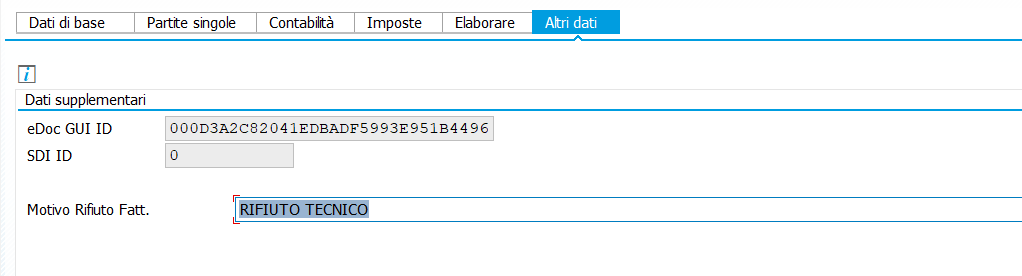 Dati di base Partite singole Contabilità Imposte Elaborare Altri dati
i
Dati supplementari
eDoc GUI ID 000D3A2C82041EDBADF5993E951B4496
SDI ID 0
Motivo Rifiuto Fatt. RIFIUTO TECNICO